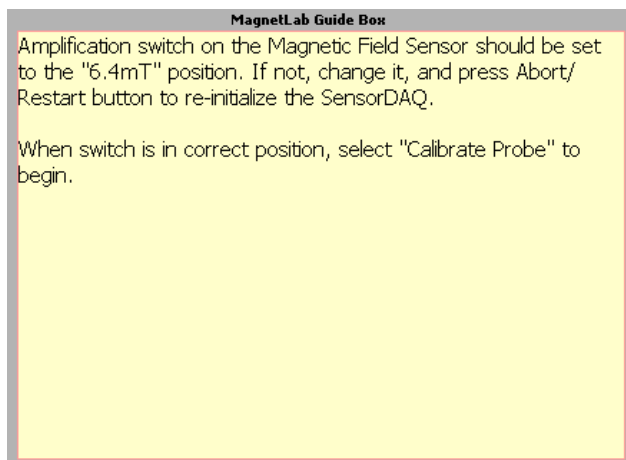 MagnetLab Guide Box
Amplification switch on the Magnetic Field Sensor should be set
to the "6.4mT" position. If not, change it, and press Abort/
Restart button to re-initialize the SensorDAQ.
When switch is in correct position, select "Calibrate Probe" to
begin.